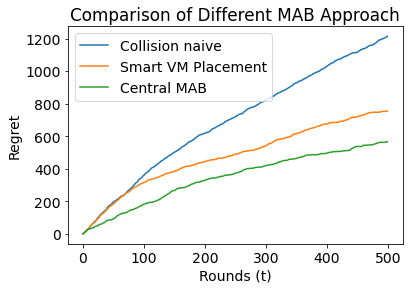 Comparison of Different MAB Approach
Collision naive
Smart VM Placement
Central MAB
Regret
1200
1000
800
600
400
200
0
0 100 200 300 400 500
Rounds (t)